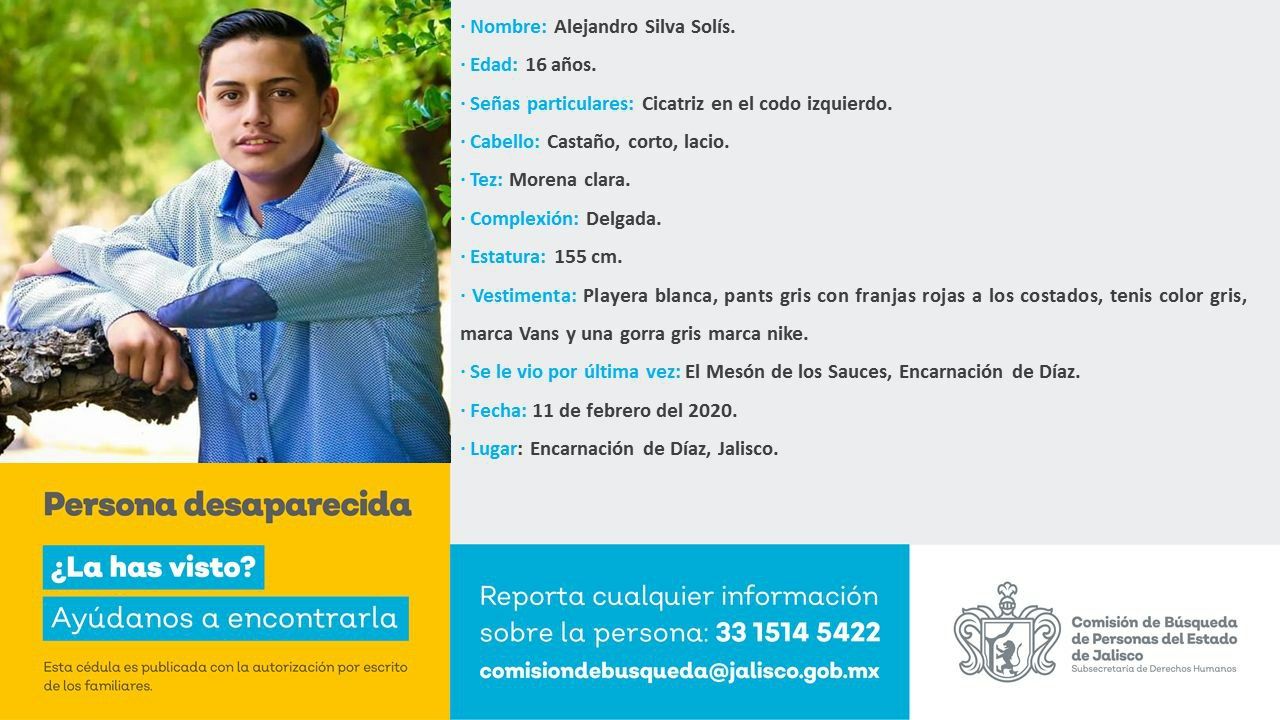 · Nombre: Alejandro Silva Solís.
· Edad: 16 años.
· Señas particulares: Cicatriz en el codo izquierdo.
· Cabello: Castaño, corto, lacio.
· Tez: Morena clara.
· Complexión: Delgada.
· Estatura: 155 cm.
· Vestimenta: Playera blanca, pants gris con franjas rojas a los costados, tenis color gris,
marca Vans y una gorra gris marca nike.
· Se le vio por última vez: El Mesón de los Sauces, Encarnación de Díaz.
· Fecha: 11 de febrero del 2020.
· Lugar: Encarnación de Díaz, Jalisco.
Persona desaparecida
¿La has visto?
Ayúdanos a encontrarla
Esta cédula es publicada con la autorización por escrito
de los familiares.
Reporta cualquier información
sobre la persona: 33 1514 5422
comisiondebusqueda@jalisco.gob.mx
Comisión de Búsqueda
de Personas del Estado
de Jalisco
Subsecretaría de Derechos Humanos